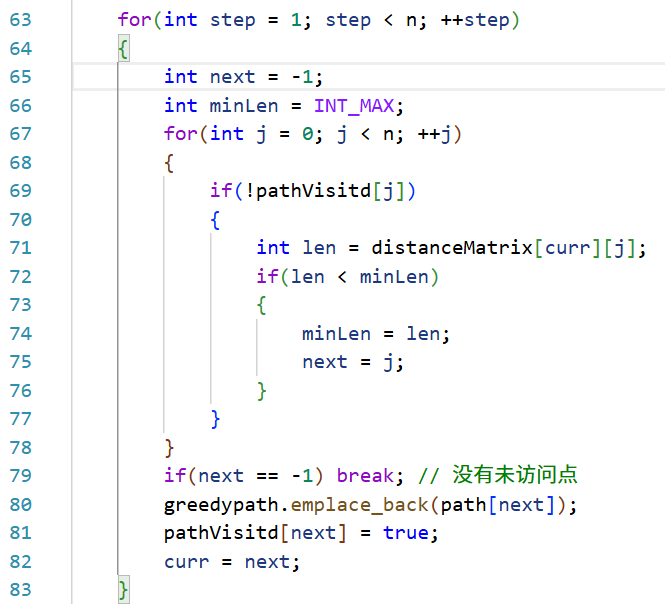 63 for(int step = 1; step < n; ++step)
64 {
65 int next = -1;
66 int minLen = INT_MAX;
67 for(int j = 0; j < n; ++j)
68 {
69 if(!pathVisitd[j])
70 {
71 int len = distanceMatrix[curr][j];
72 if(len < minLen)
73 {
74 minLen = len;
75 next = j;
76 }
77 }
78 }
79 if(next == -1) break; // 没有未访问点
80 greedypath.emplace_back(path[next]);
81 pathVisitd[next] = true;
82 curr = next;
83 }